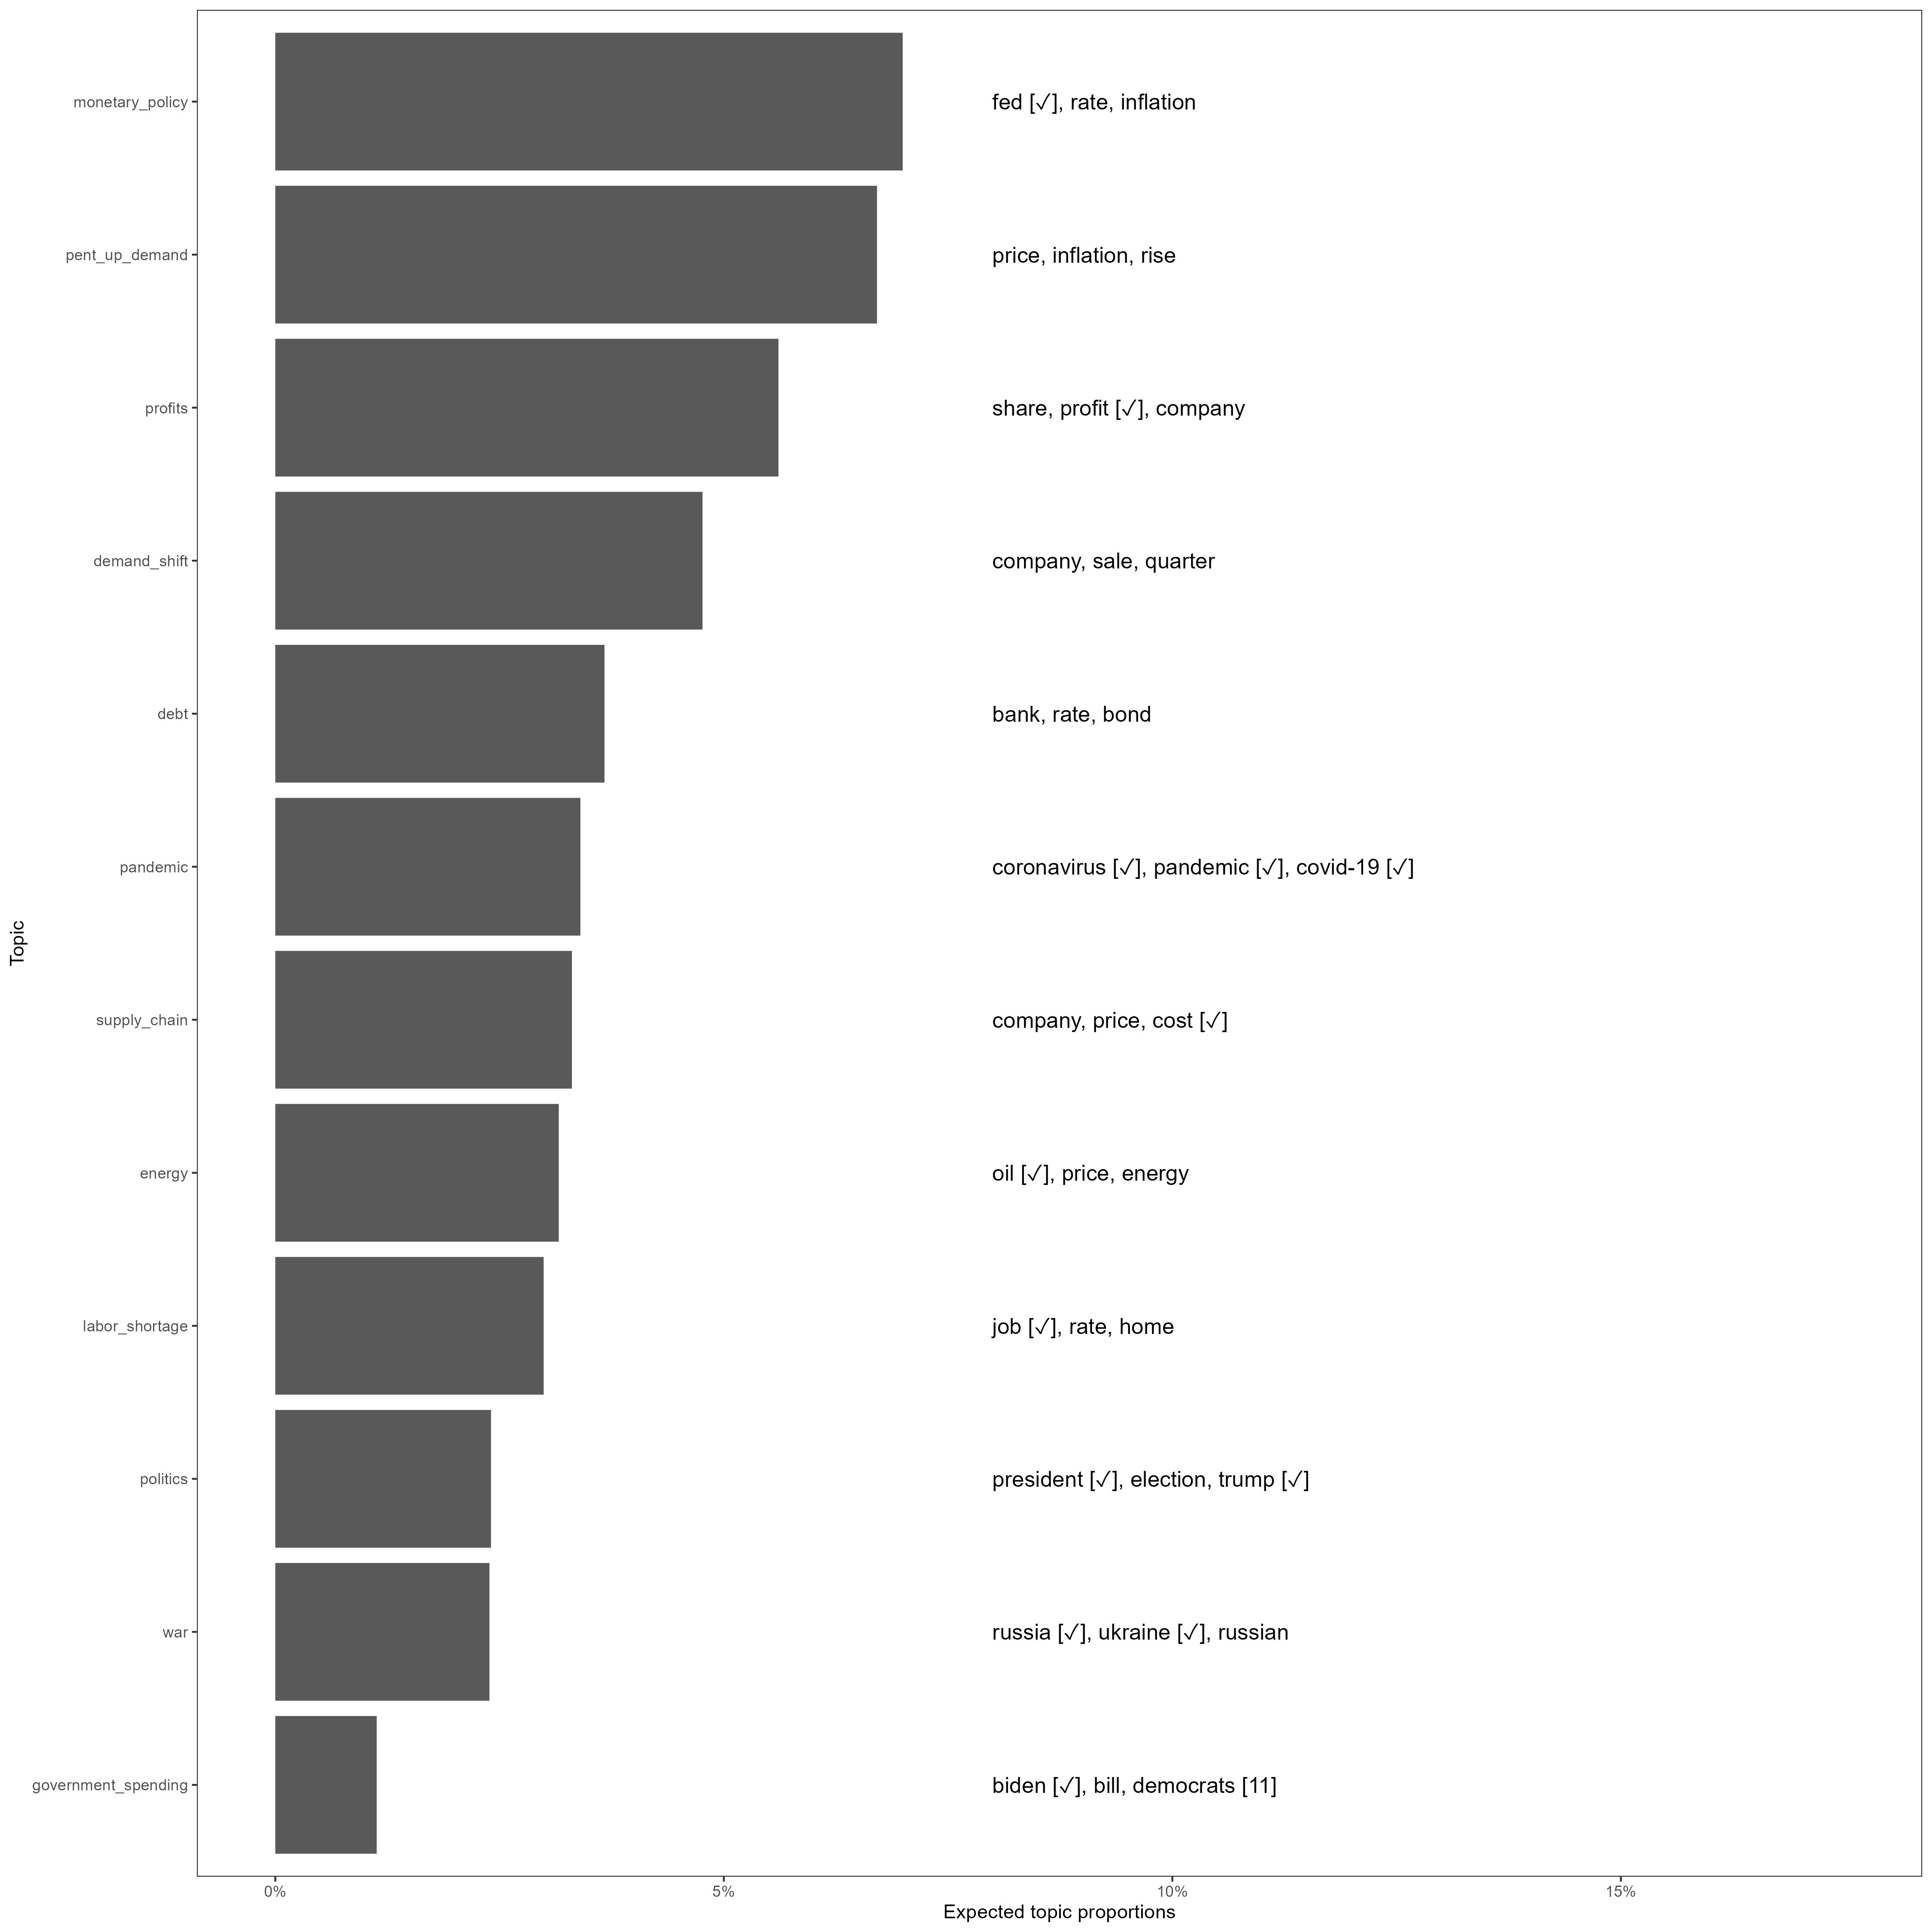 monetary_policy fed [✓], rate, inflation
pent_up_demand price, inflation, rise
profits share, profit [✓], company
demand_shift company, sale, quarter
debt bank, rate, bond
pandemic coronavirus [✓], pandemic [✓], covid-19 [✓]
Topic
supply_chain company, price, cost [✓]
energy oil [✓], price, energy
labor_shortage job [✓], rate, home
politics president [✓], election, trump [✓]
war russia [✓], ukraine [✓], russian
government_spending biden [✓], bill, democrats [11]
0% 5% 10% 15%
Expected topic proportions